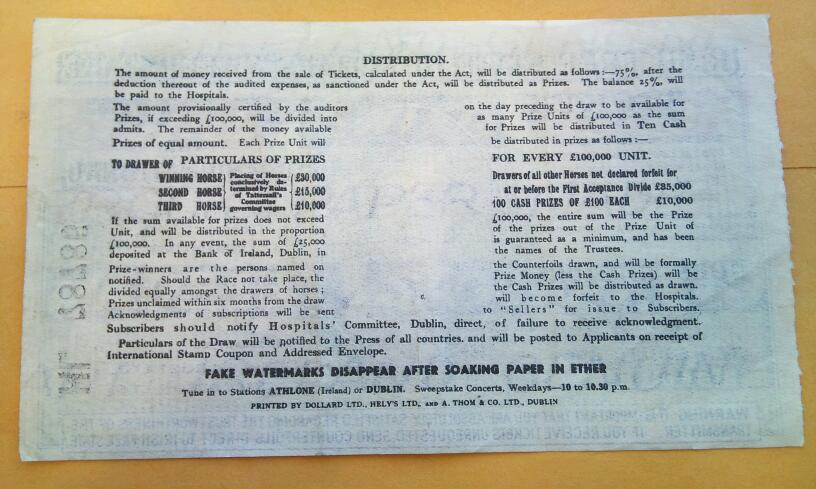 DISTRIBUTION.
The amount of money received from the sale of Tickets, calculated under the Act, will be distributed as follows :—75%, after the
deduction thereout of the audited expenses, as sanctioned under the Act, will be distributed as Prizes. The balance 25%, will
be paid to the Hospitals.
The amount provisionally certified by the auditors on the day preceding the draw to be available for
Prizes, if exceeding £100,000, will be divided into as many Prize Units of £100,000 as the sum
admits. The remainder of the money available for Prizes will be distributed in Ten Cash
Prizes of equal amount. Each Prize Unit will be distributed in prizes as follows :—
TO DRAWER OF PARTICULARS OF PRIZES FOR EVERY £100,000 UNIT.
WINNING HORSE £30,000
SECOND HORSE £15,000
THIRD HORSE £10,000
Placing of Horses
conclusively de-
termined by Rules
of Tattersall's
Committee
governing wagers
Drawers of all other Horses not declared forfeit for
at or before the First Acceptance Divide £35,000
100 CASH PRIZES OF £100 EACH £10,000
If the sum available for prizes does not exceed £100,000, the entire sum will be the Prize
Unit, and will be distributed in the proportion of the prizes out of the Prize Unit of
£100,000. In any event, the sum of £25,000 is guaranteed as a minimum, and has been
deposited at the Bank of Ireland, Dublin, in the names of the Trustees.
Prize-winners are the persons named on the Counterfoils drawn, and will be formally
notified. Should the Race not take place, the Prize Money (less the Cash Prizes) will be
divided equally amongst the drawers of horses ; the Cash Prizes will be distributed as drawn.
Prizes unclaimed within six months from the draw will become forfeit to the Hospitals.
Acknowledgments of subscriptions will be sent to "Sellers" for issue to Subscribers.
Subscribers should notify Hospitals' Committee, Dublin, direct, of failure to receive acknowledgment.
Particulars of the Draw will be notified to the Press of all countries, and will be posted to Applicants on receipt of
International Stamp Coupon and Addressed Envelope.
FAKE WATERMARKS DISAPPEAR AFTER SOAKING PAPER IN ETHER
Tune in to Stations ATHLONE (Ireland) or DUBLIN. Sweepstake Concerts, Weekdays—10 to 10.30 p.m.
PRINTED BY DOLLARD LTD., HELY'S LTD., AND A. THOM & CO. LTD., DUBLIN